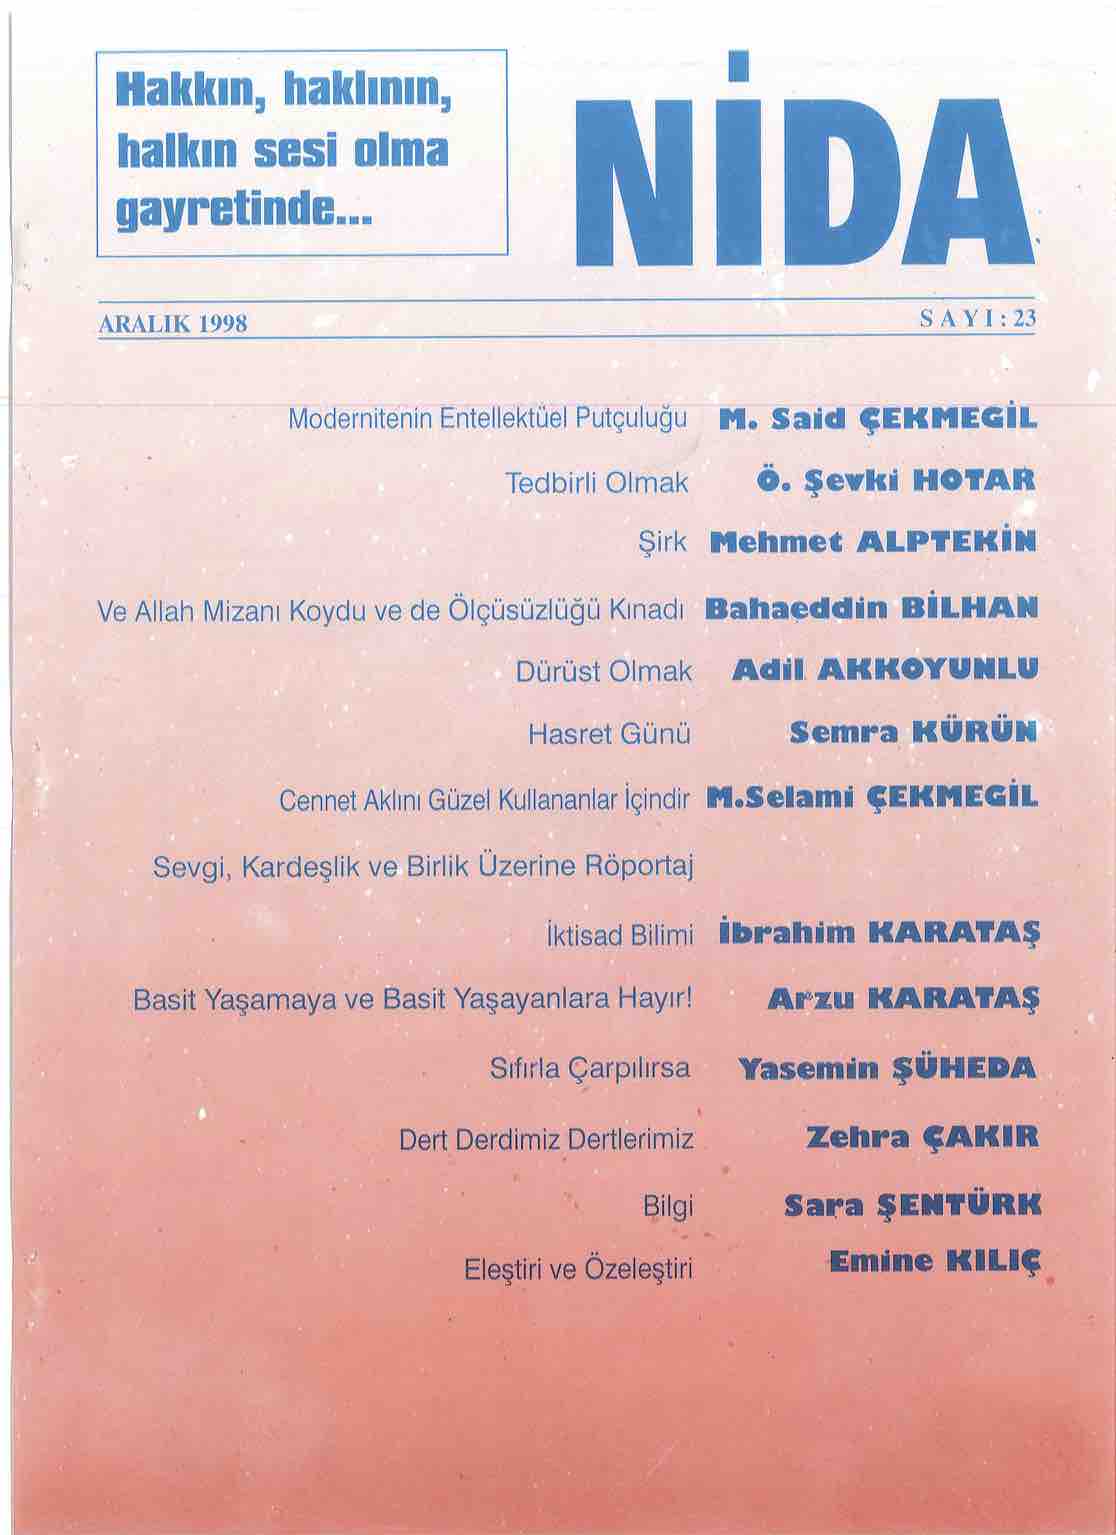 Hakkın, haklının,
halkın sesi olma
gayretinde...
NİDA
ARALIK 1998 SAYI: 23
Modernitenin Entellektüel Putçuluğu M. Said ÇEKMEGİL
Tedbirli Olmak Ö. Şevki HOTAR
Şirk Mehmet ALPTEKİN
Ve Allah Mizanı Koydu ve de Ölçüsüzlüğü Kınadı Bahaeddin BİLHAN
Dürüst Olmak Adil AKKOYUNLU
Hasret Günü Semra KÜRÜN
Cennet Aklını Güzel Kullananlar İçindir M.Selami ÇEKMEGİL
Sevgi, Kardeşlik ve Birlik Üzerine Röportaj
İktisad Bilimi İbrahim KARATAŞ
Basit Yaşamaya ve Basit Yaşayanlara Hayır! Arzu KARATAŞ
Sıfırla Çarpılırsa Yasemin ŞÜHEDA
Dert Derdimiz Dertlerimiz Zehra ÇAKIR
Bilgi Sara ŞENTÜRK
Eleştiri ve Özeleştiri Emine KILIÇ